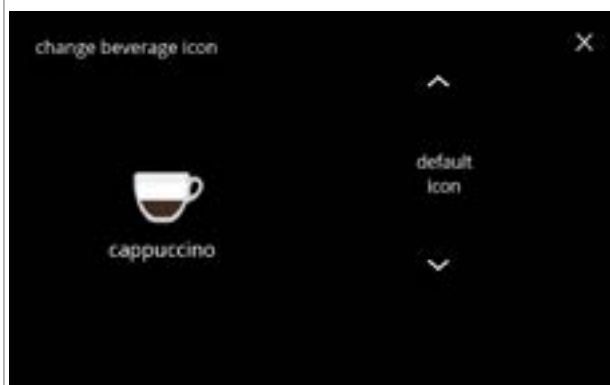 change beverage icon
default
icon
cappuccino